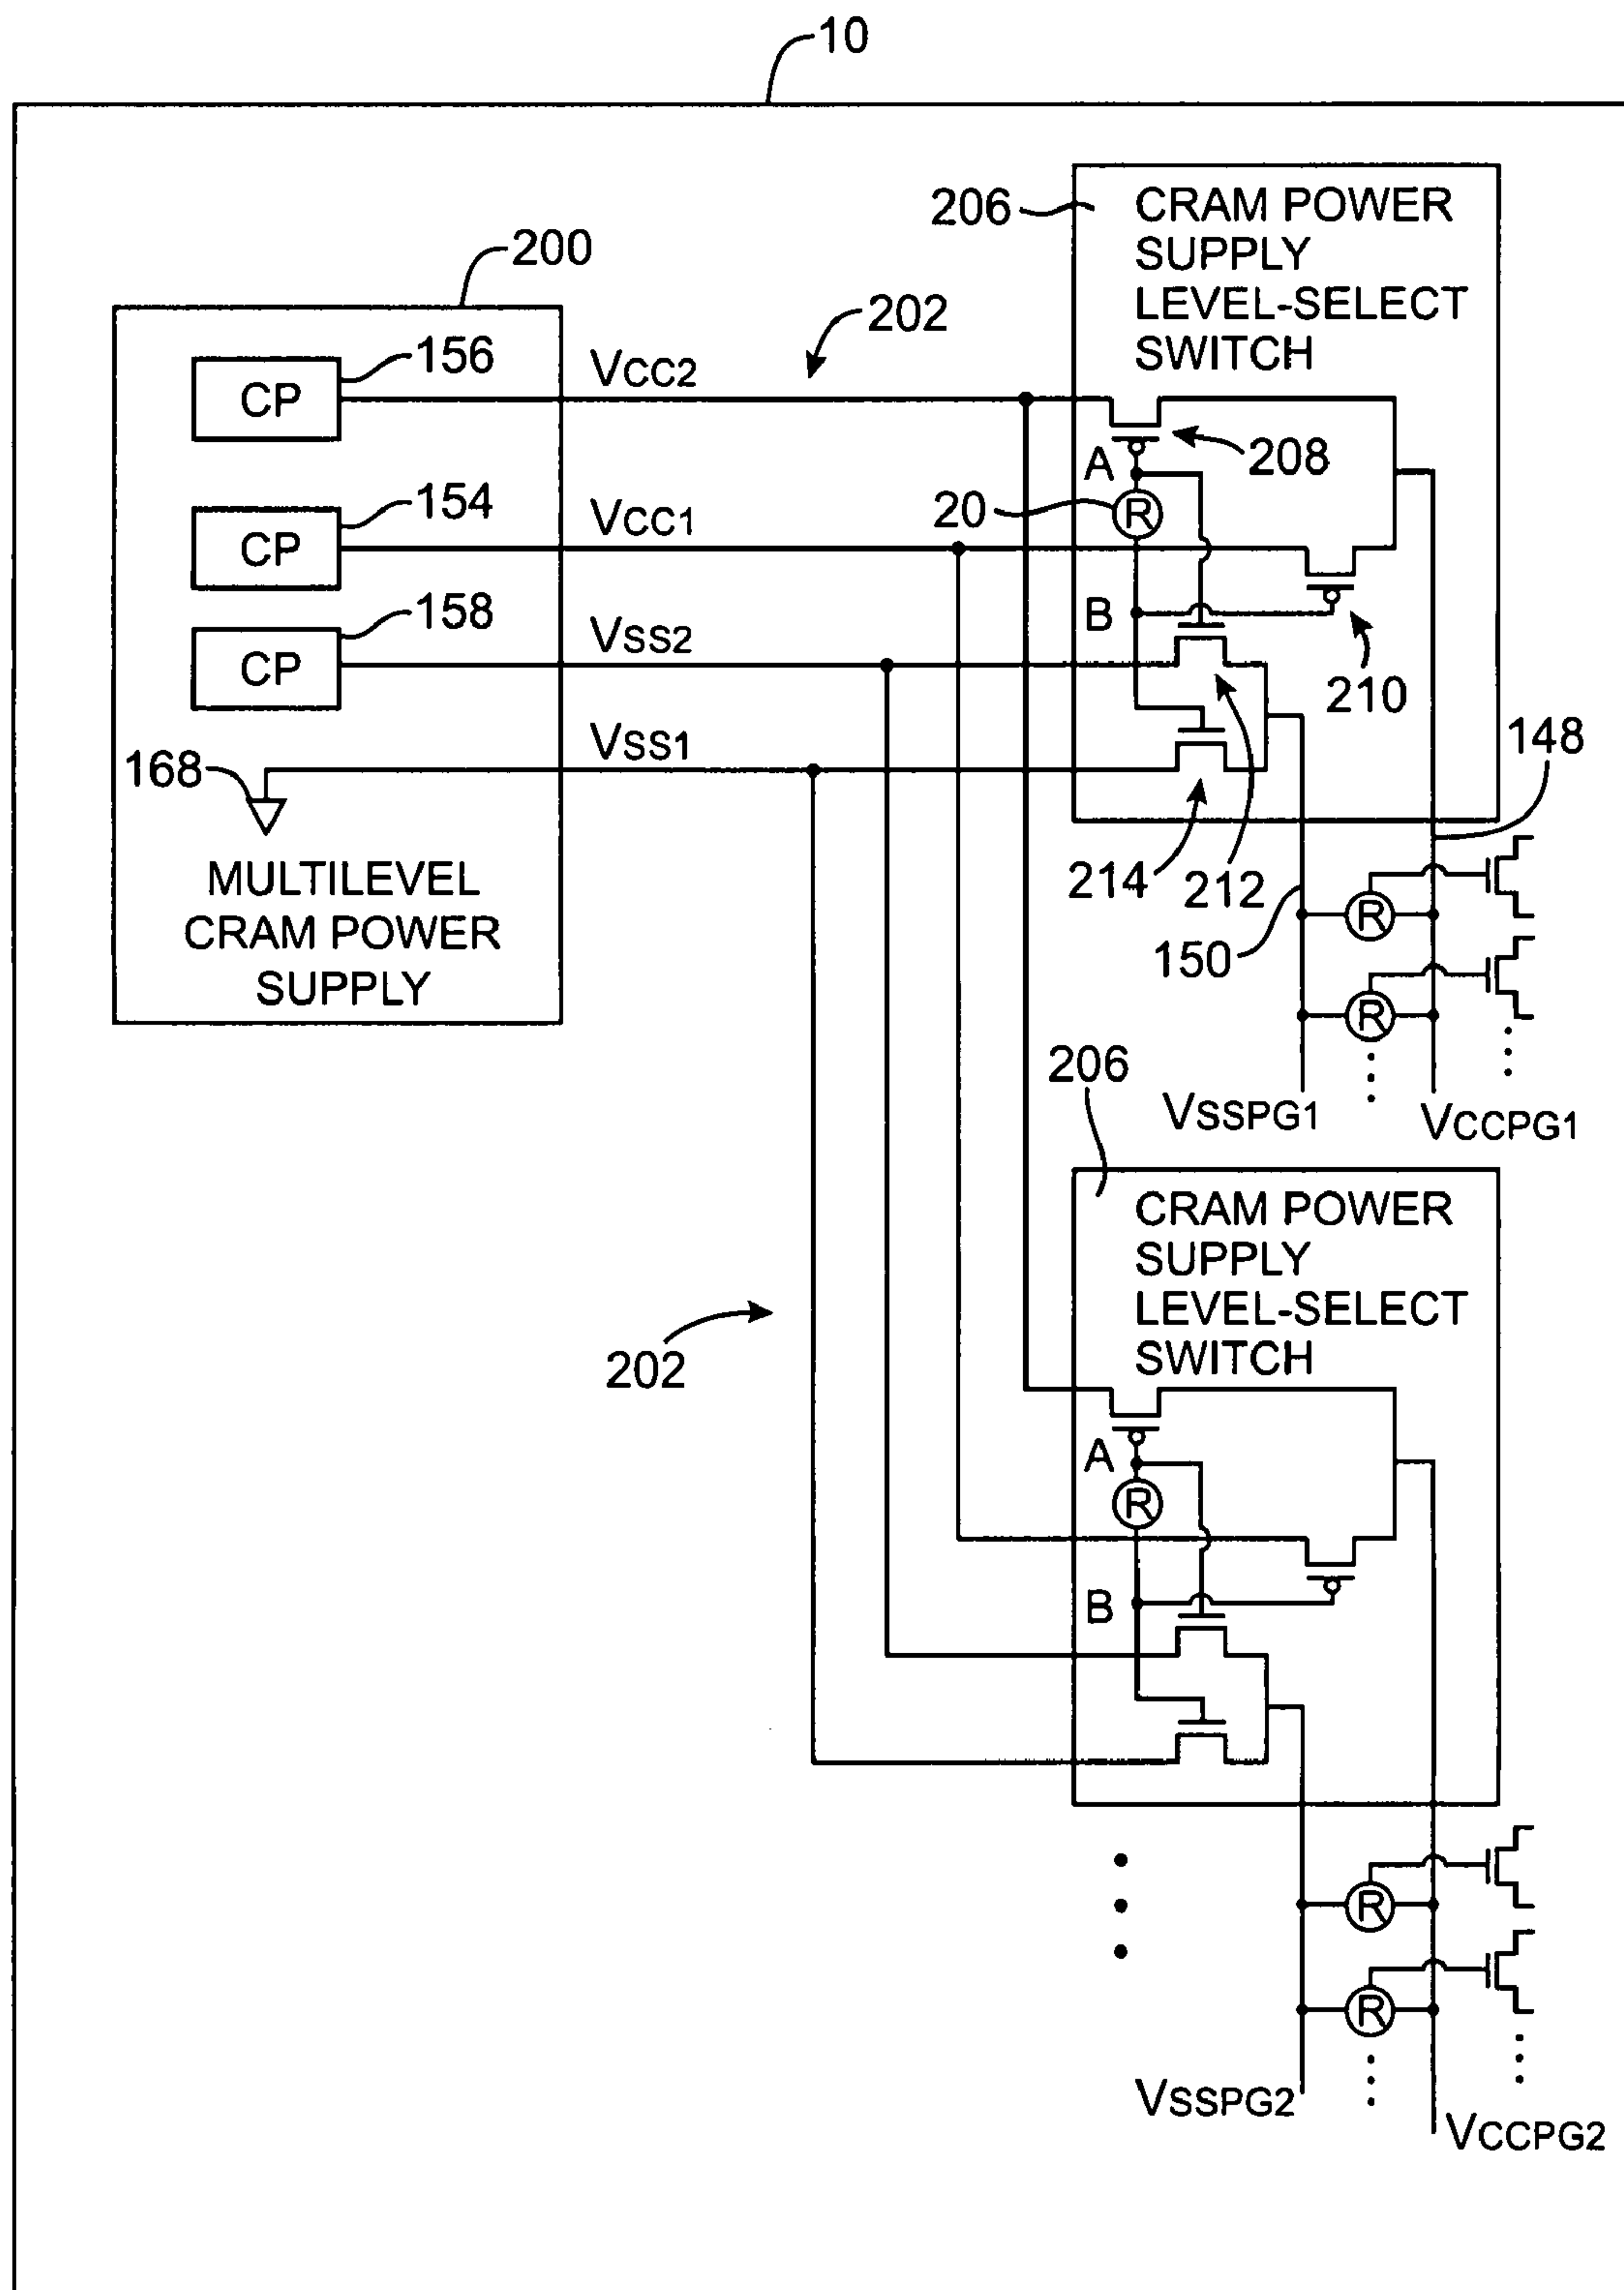 10
206
CRAM POWER
SUPPLY
LEVEL-SELECT
SWITCH
200
202
156
CP
VCC2
208
A
20
R
154
CP
VCC1
B
158
CP
VSS2
210
VSS1
168
148
214
212
MULTILEVEL
CRAM POWER
SUPPLY
R
150
R
VSSPG1
VCCPG1
206
CRAM POWER
SUPPLY
LEVEL-SELECT
SWITCH
202
A
R
B
R
R
VSSPG2
VCCPG2